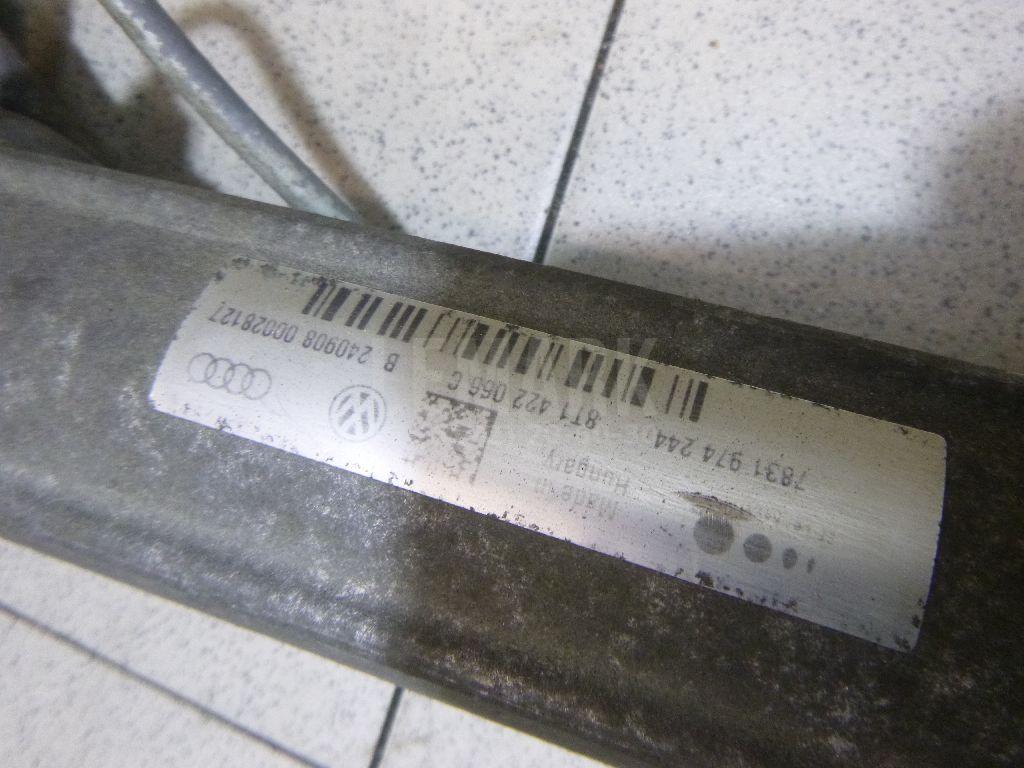 7831 974 244
8T1 422 066 C
B 240908 00028127
Made in
Hungary